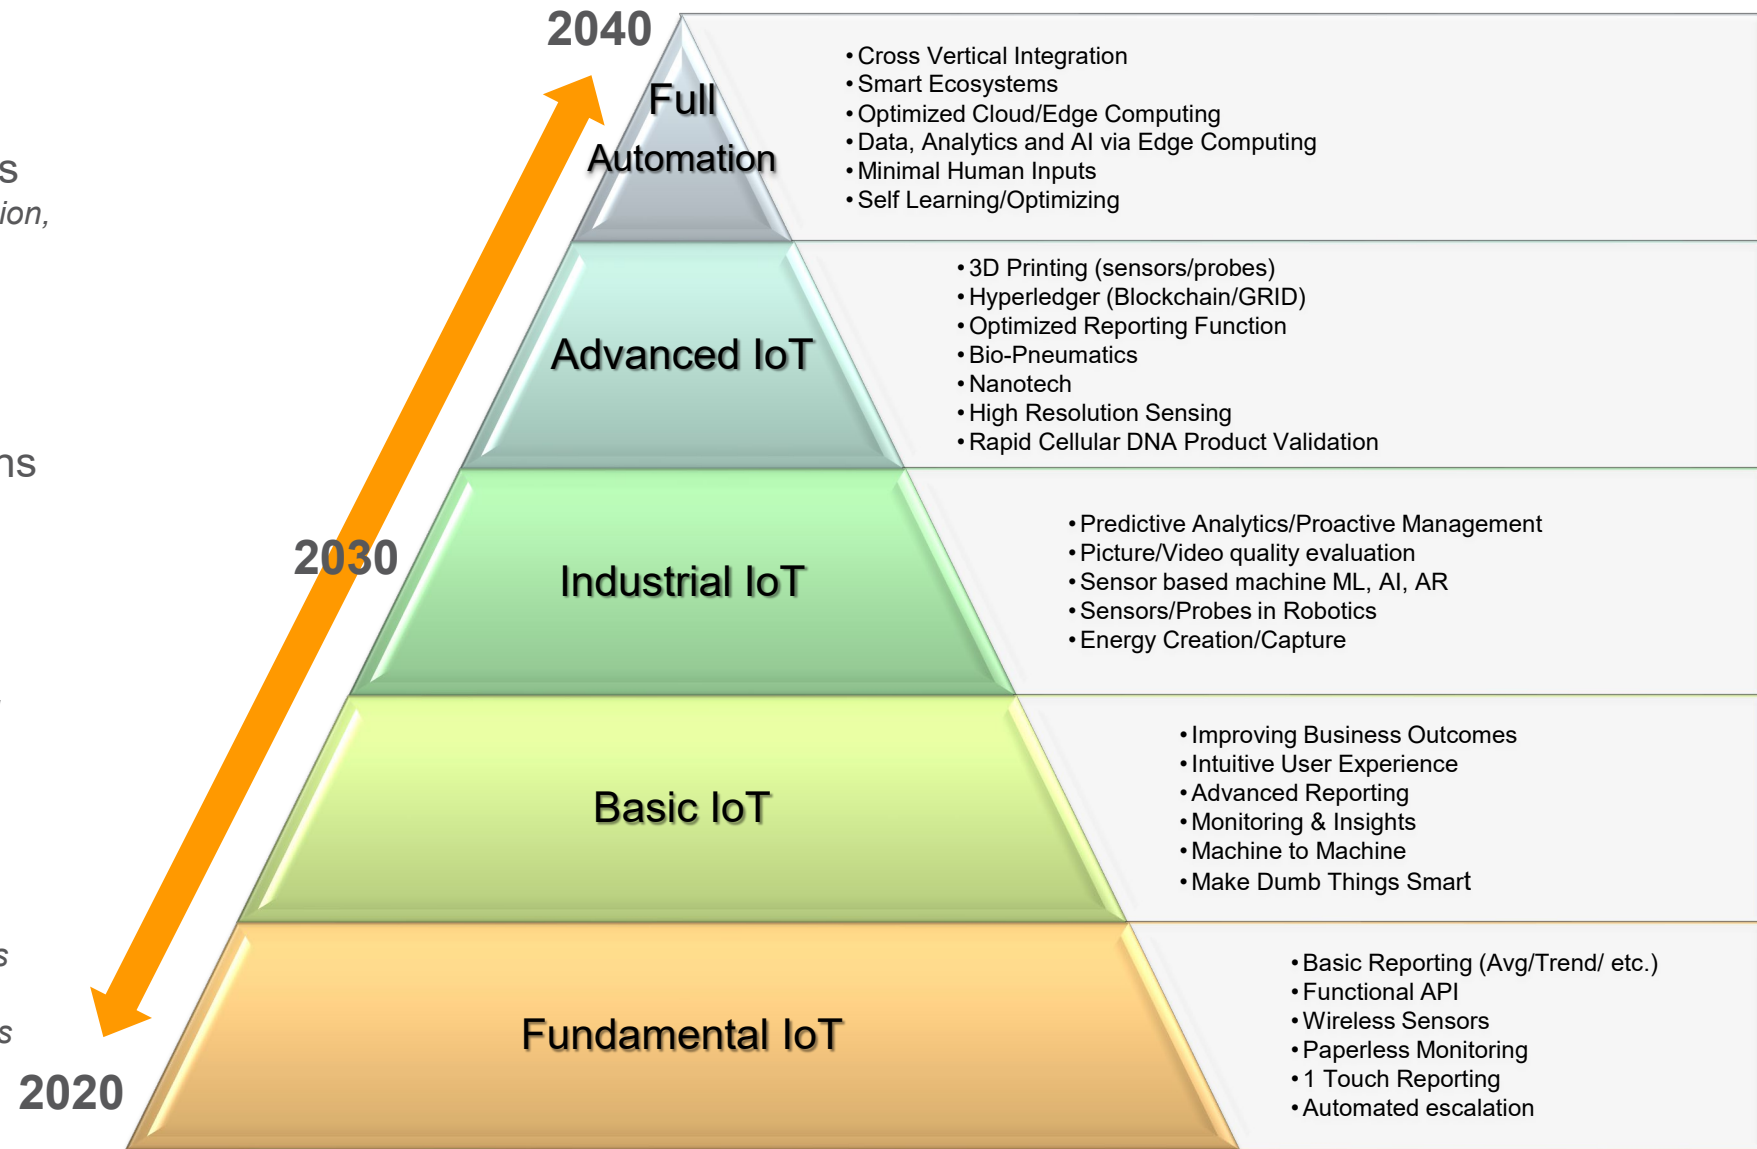 2040
Full
Automation
• Cross Vertical Integration
• Smart Ecosystems
• Optimized Cloud/Edge Computing
• Data, Analytics and AI via Edge Computing
• Minimal Human Inputs
• Self Learning/Optimizing
Advanced IoT
• 3D Printing (sensors/probes)
• Hyperledger (Blockchain/GRID)
• Optimized Reporting Function
• Bio-Pneumatics
• Nanotech
• High Resolution Sensing
• Rapid Cellular DNA Product Validation
2030
Industrial IoT
• Predictive Analytics/Proactive Management
• Picture/Video quality evaluation
• Sensor based machine ML, AI, AR
• Sensors/Probes in Robotics
• Energy Creation/Capture
Basic IoT
• Improving Business Outcomes
• Intuitive User Experience
• Advanced Reporting
• Monitoring & Insights
• Machine to Machine
• Make Dumb Things Smart
Fundamental IoT
• Basic Reporting (Avg/Trend/ etc.)
• Functional API
• Wireless Sensors
• Paperless Monitoring
• 1 Touch Reporting
• Automated escalation
2020